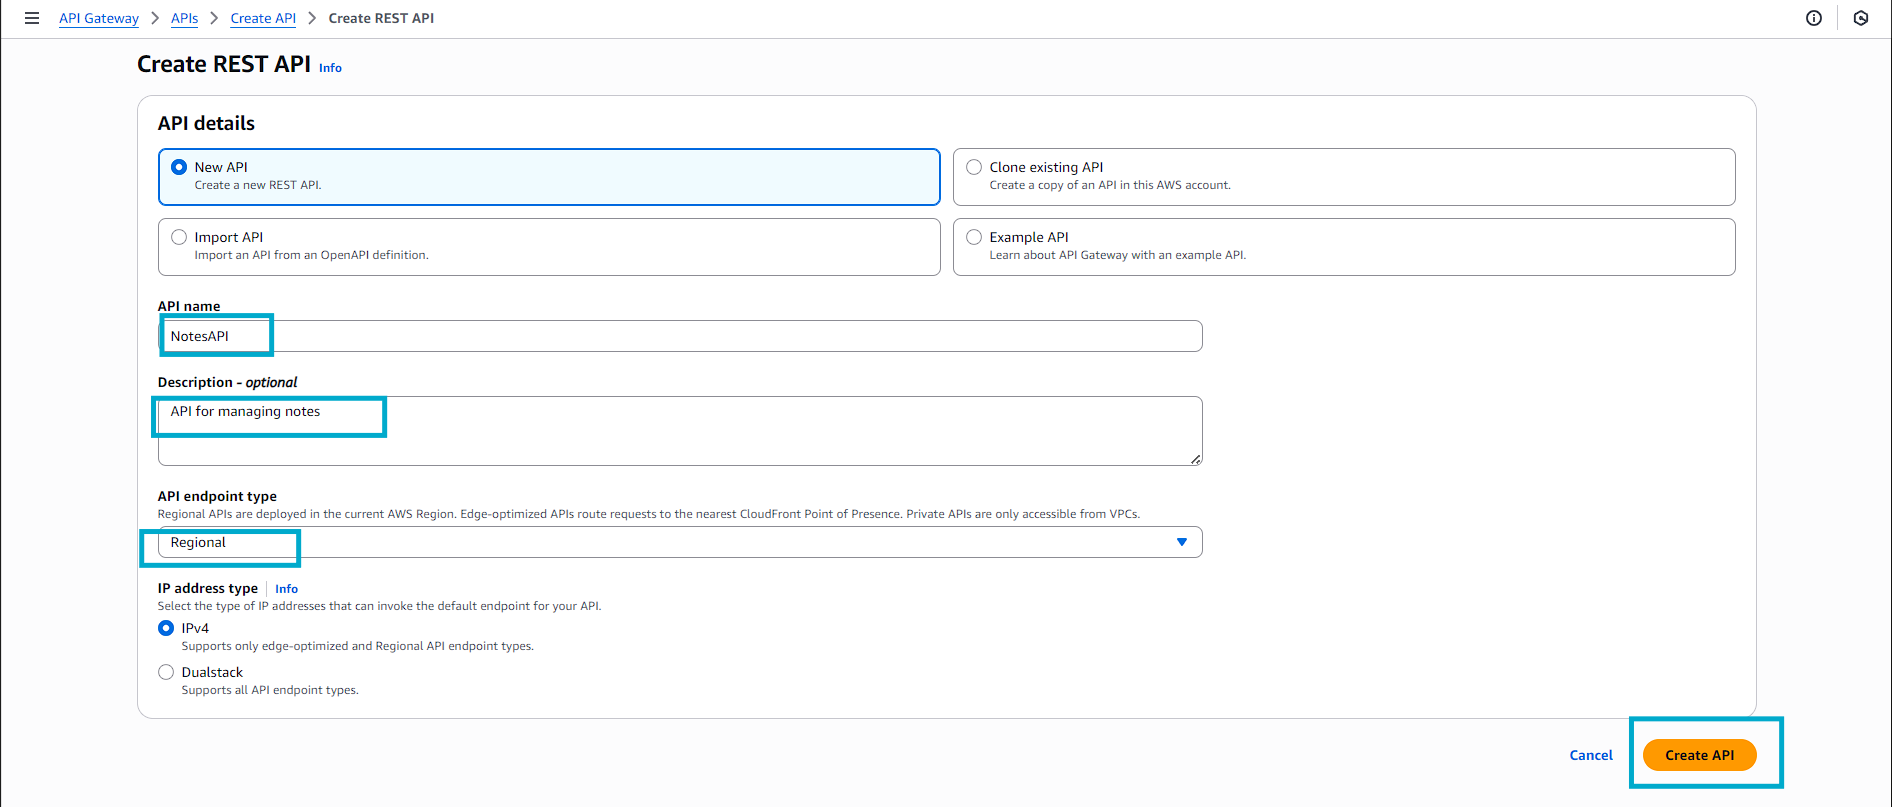 API Gateway > APIs > Create API > Create REST API
Create REST API Info
API details
New API
Create a new REST API.
Clone existing API
Create a copy of an API in this AWS account.
Import API
Import an API from an OpenAPI definition.
Example API
Learn about API Gateway with an example API.
API name
NotesAPI
Description - optional
API for managing notes
API endpoint type
Regional APIs are deployed in the current AWS Region. Edge-optimized APIs route requests to the nearest CloudFront Point of Presence. Private APIs are only accessible from VPCs.
Regional
IP address type Info
Select the type of IP addresses that can invoke the default endpoint for your API.
IPv4
Supports only edge-optimized and Regional API endpoint types.
Dualstack
Supports all API endpoint types.
Cancel Create API